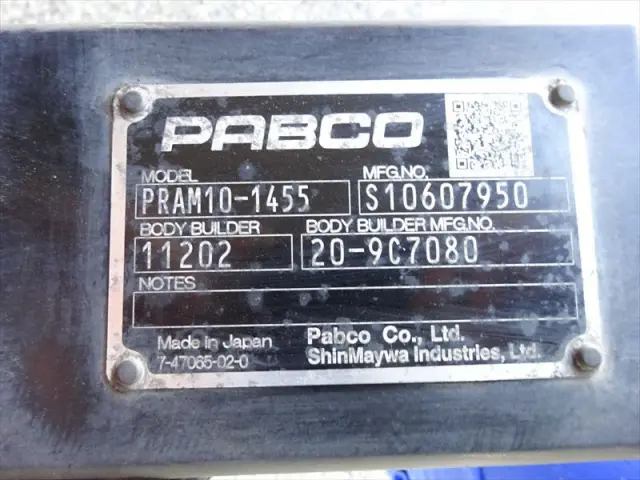 PABCO
MODEL MFG.NO.
PRAM10-1455 S10607950
BODY BUILDER BODY BUILDER MFG.NO.
11202 20-9C7080
NOTES
Made in Japan Pabco Co., Ltd.
7-47065-02-0 ShinMaywa Industries, Ltd.